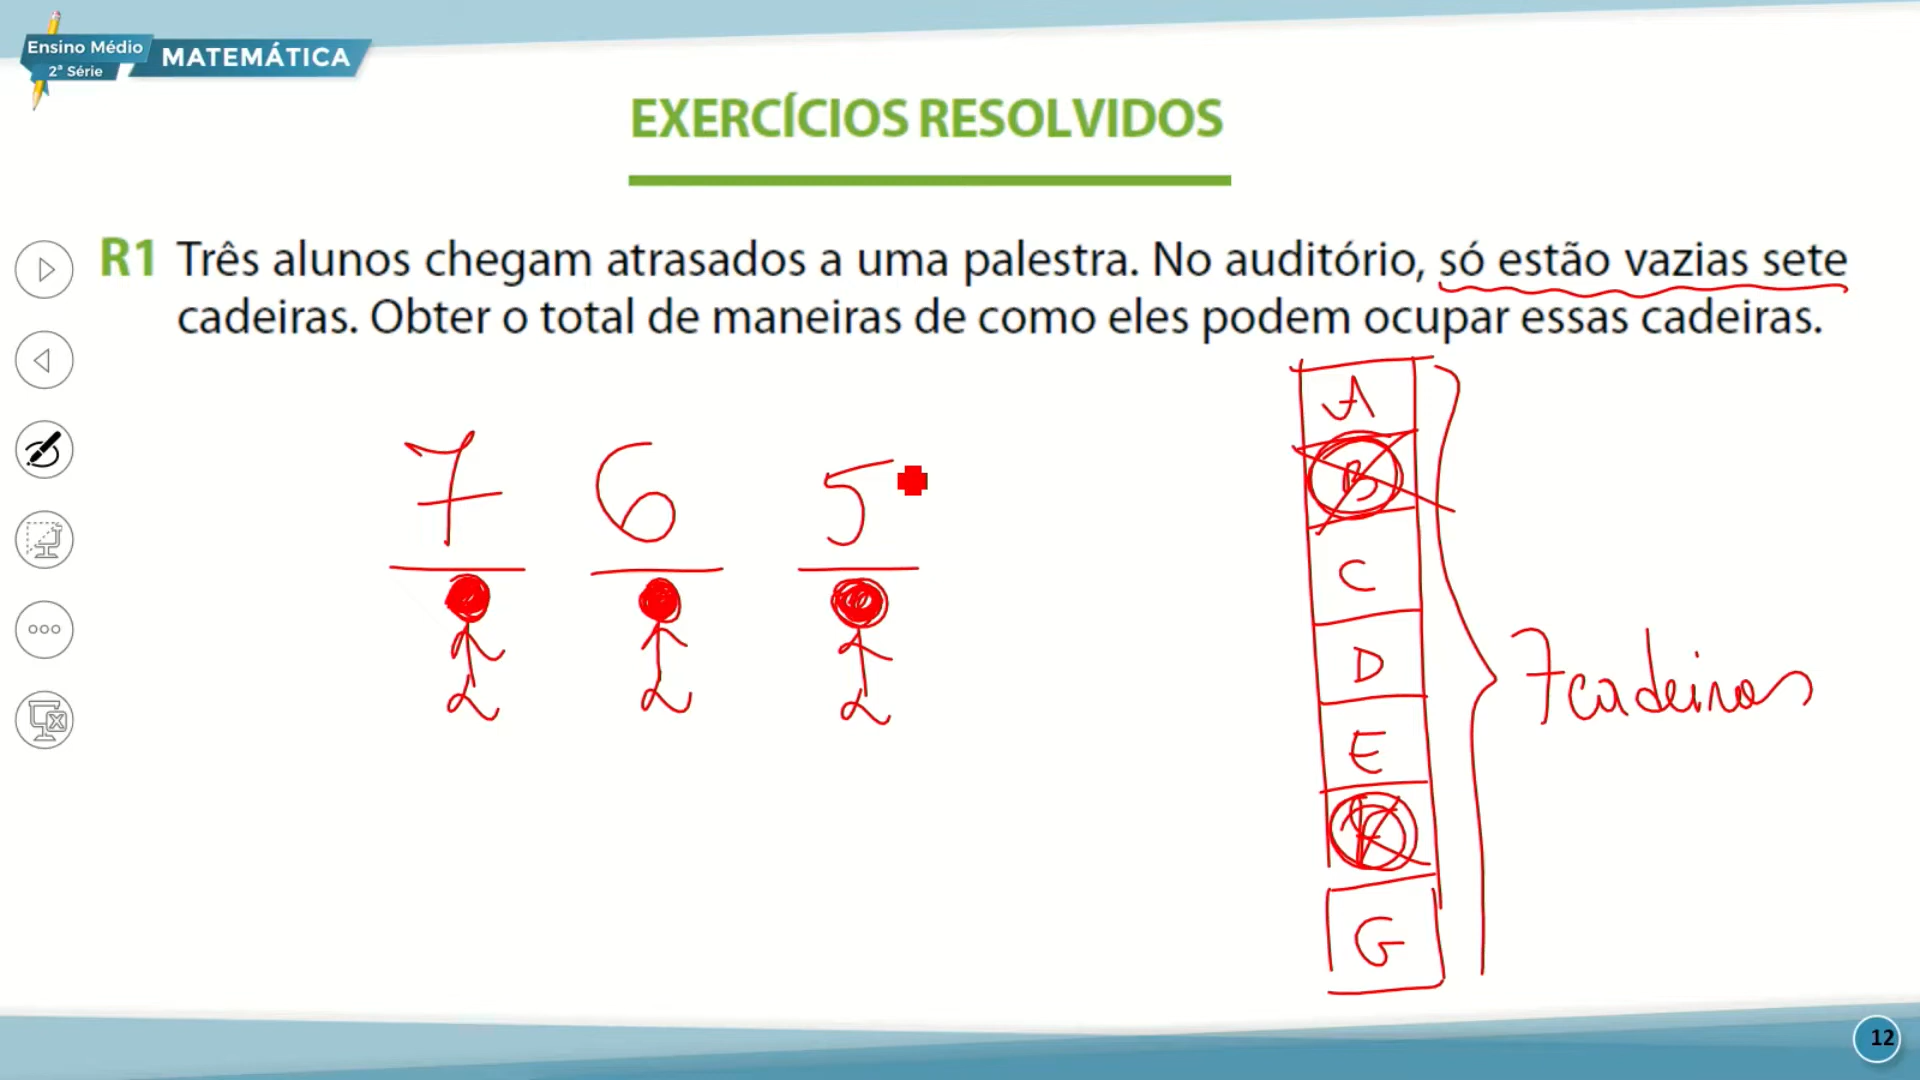 Ensino Médio
2ª Série
MATEMÁTICA
EXERCÍCIOS RESOLVIDOS
R1 Três alunos chegam atrasados a uma palestra. No auditório, só estão vazias sete
cadeiras. Obter o total de maneiras de como eles podem ocupar essas cadeiras.
7 6 5
A
B
C
D
E
F
G
7 cadeiras
12